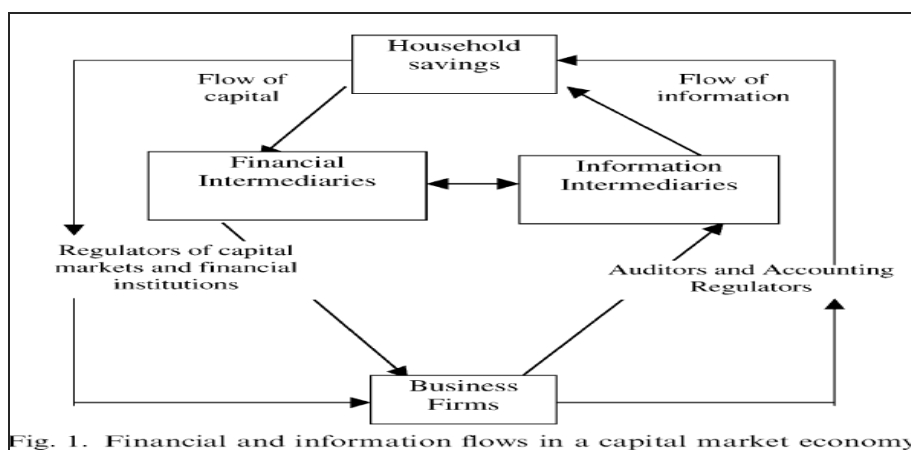 Household
savings
Flow of
capital
Flow of
information
Financial
Intermediaries
Information
Intermediaries
Regulators of capital
markets and financial
institutions
Auditors and Accounting
Regulators
Business
Firms
Fig. 1. Financial and information flows in a capital market economy